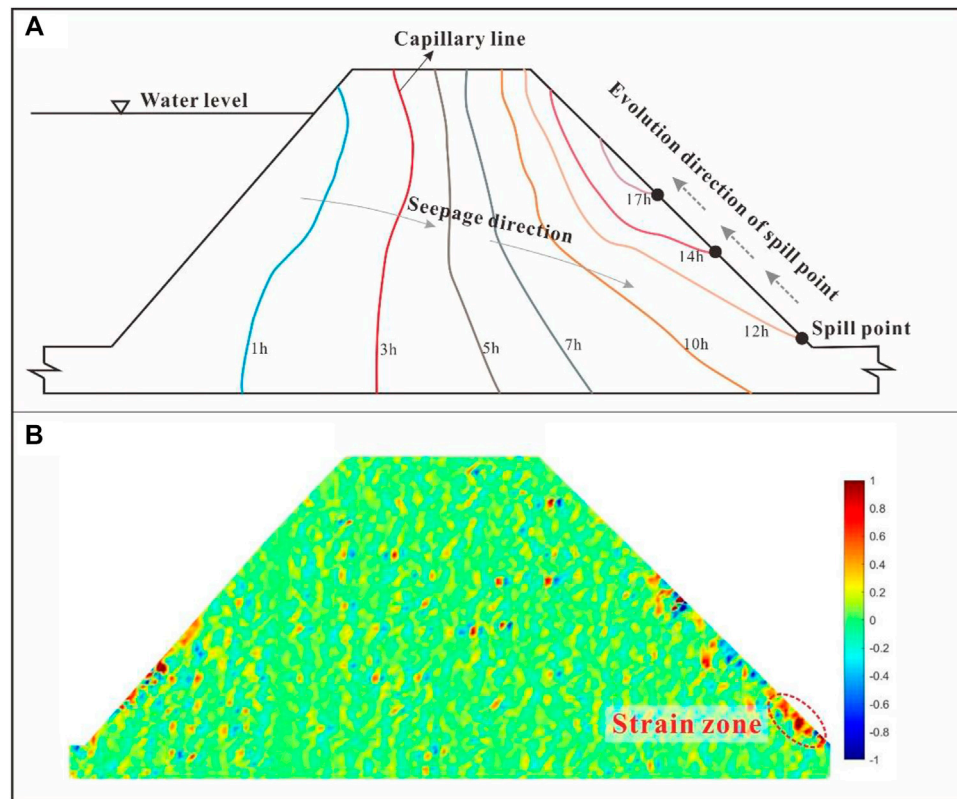 A
Capillary line
Water level
Evolution direction of spill point
17h
Seepage direction
14h
12h
Spill point
1h
3h
5h
7h
10h
B
1
0.8
0.6
0.4
0.2
0
-0.2
-0.4
-0.6
-0.8
-1
Strain zone